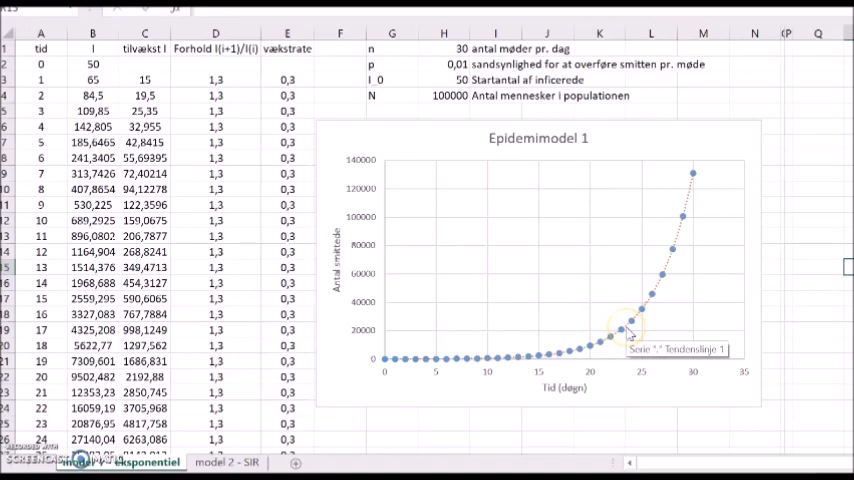 A B C D E F G H I J K L M N P Q
1 tid I tilvækst I Forhold I(i+1)/I(i) vækstrate n 30 antal møder pr. dag
2 0 50 p 0,01 sandsynlighed for at overføre smitten pr. møde
3 1 65 15 1,3 0,3 I_0 50 Startantal af inficerede
4 2 84,5 19,5 1,3 0,3 N 100000 Antal mennesker i populationen
5 3 109,85 25,35 1,3 0,3
6 4 142,805 32,955 1,3 0,3
7 5 185,6465 42,8415 1,3 0,3
8 6 241,3405 55,69395 1,3 0,3
9 7 313,7426 72,40214 1,3 0,3
10 8 407,8654 94,12278 1,3 0,3
11 9 530,225 122,3596 1,3 0,3
12 10 689,2925 159,0675 1,3 0,3
13 11 896,0802 206,7877 1,3 0,3
14 12 1164,904 268,8241 1,3 0,3
15 13 1514,376 349,4713 1,3 0,3
16 14 1968,688 454,3127 1,3 0,3
17 15 2559,295 590,6065 1,3 0,3
18 16 3327,083 767,7884 1,3 0,3
19 17 4325,208 998,1249 1,3 0,3
20 18 5622,77 1297,562 1,3 0,3
21 19 7309,601 1686,831 1,3 0,3
22 20 9502,482 2192,88 1,3 0,3
23 21 12353,23 2850,745 1,3 0,3
24 22 16059,19 3705,968 1,3 0,3
25 23 20876,95 4817,758 1,3 0,3
26 24 27140,04 6263,086 1,3 0,3
Epidemimodel 1
140000
120000
100000
80000
60000
40000
20000
0
Antal smittede
0 5 10 15 20 25 30 35
Tid (døgn)
Serie "." Tendenslinje 1
RECORDED WITH
SCREENCAST MATIC
eksponentiel model 2 - SIR